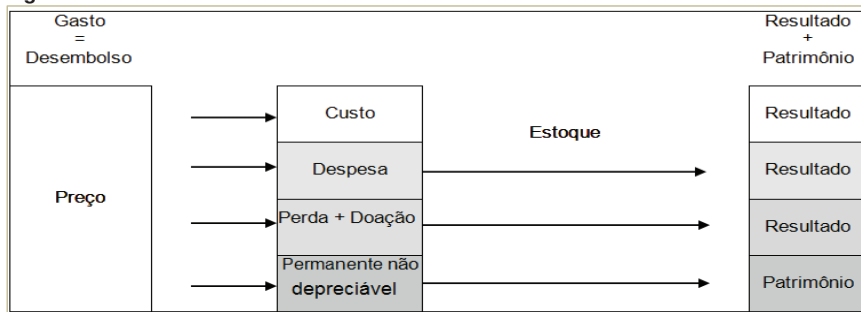 Gasto
=
Desembolso
Resultado
+
Patrimônio
Preço
Custo
Estoque
Resultado
Despesa
Resultado
Perda + Doação
Resultado
Permanente não
depreciável
Patrimônio